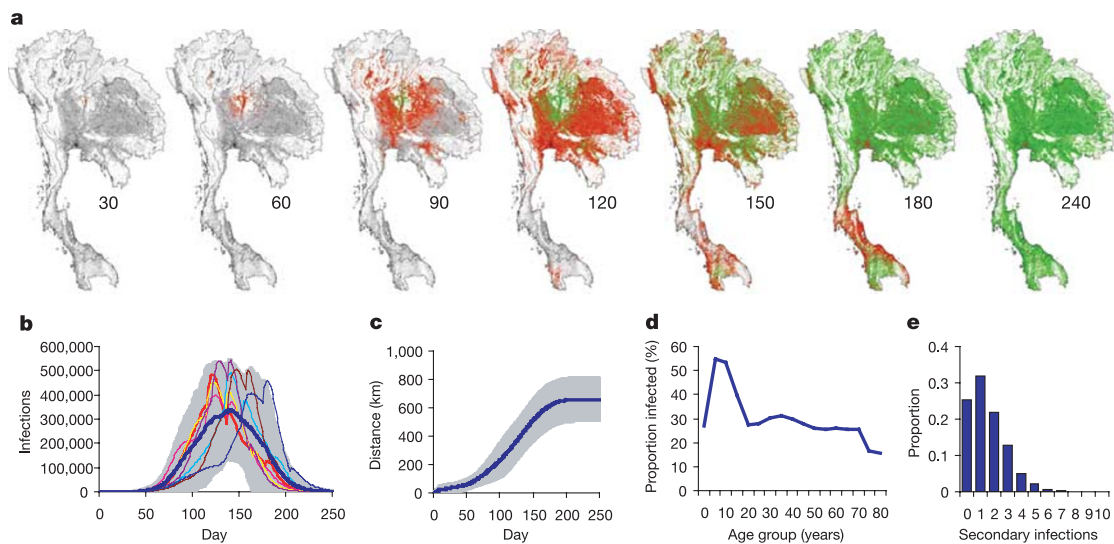 a
30 60 90 120 150 180 240
b
600,000
500,000
400,000
300,000
200,000
100,000
0
Infections
0 50 100 150 200 250
Day
c
1,000
800
600
400
200
0
Distance (km)
0 50 100 150 200 250
Day
d
60
50
40
30
20
10
0
Proportion infected (%)
0 10 20 30 40 50 60 70 80
Age group (years)
e
0.4
0.3
0.2
0.1
0
Proportion
0 1 2 3 4 5 6 7 8 9 10
Secondary infections